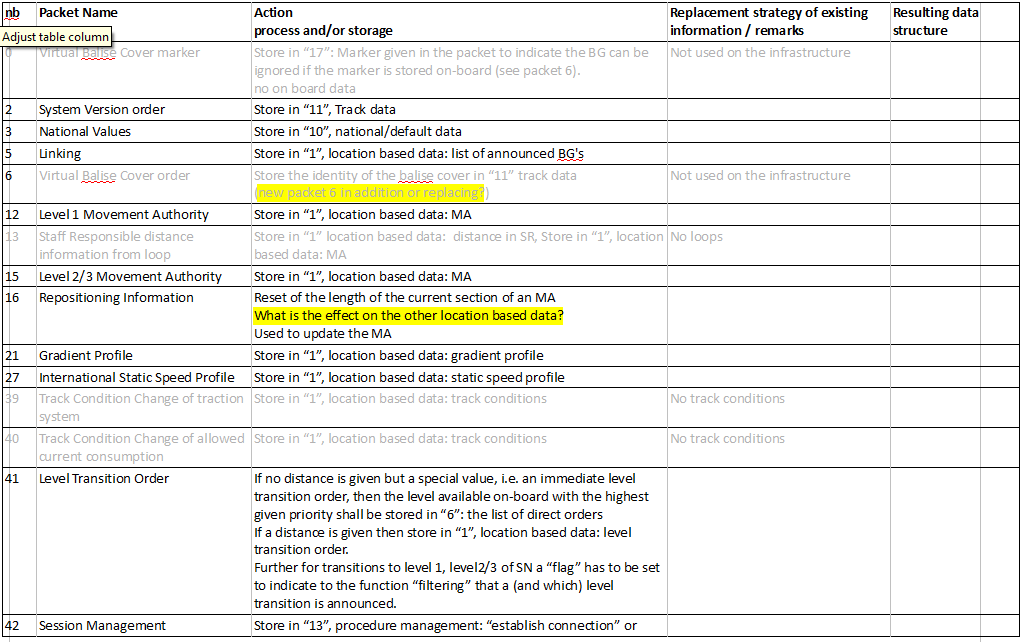 nb Packet Name Action Replacement strategy of existing Resulting data
process and/or storage information / remarks structure
Adjust table column
0 Virtual Balise Cover marker Store in “17”: Marker given in the packet to indicate the BG can be Not used on the infrastructure
ignored if the marker is stored on-board (see packet 6).
no on board data
2 System Version order Store in “11”, Track data
3 National Values Store in “10”, national/default data
5 Linking Store in “1”, location based data: list of announced BG's
6 Virtual Balise Cover order Store the identity of the balise cover in “11” track data Not used on the infrastructure
(new packet 6 in addition or replacing?)
12 Level 1 Movement Authority Store in “1”, location based data: MA
13 Staff Responsible distance Store in “1” location based data:  distance in SR, Store in “1”, location No loops
information from loop based data: MA
15 Level 2/3 Movement Authority Store in “1”, location based data: MA
16 Repositioning Information Reset of the length of the current section of an MA
What is the effect on the other location based data?
Used to update the MA
21 Gradient Profile Store in “1”, location based data: gradient profile
27 International Static Speed Profile Store in “1”, location based data: static speed profile
39 Track Condition Change of traction Store in “1”, location based data: track conditions No track conditions
system
40 Track Condition Change of allowed Store in “1”, location based data: track conditions No track conditions
current consumption
41 Level Transition Order If no distance is given but a special value, i.e. an immediate level
transition order, then the level available on-board with the highest
given priority shall be stored in “6”: the list of direct orders
If a distance is given then store in “1”, location based data: level
transition order.
Further for transitions to level 1, level2/3 of SN a “flag” has to be set
to indicate to the function “filtering” that a (and which) level
transition is announced.
42 Session Management Store in “13”, procedure management: “establish connection” or